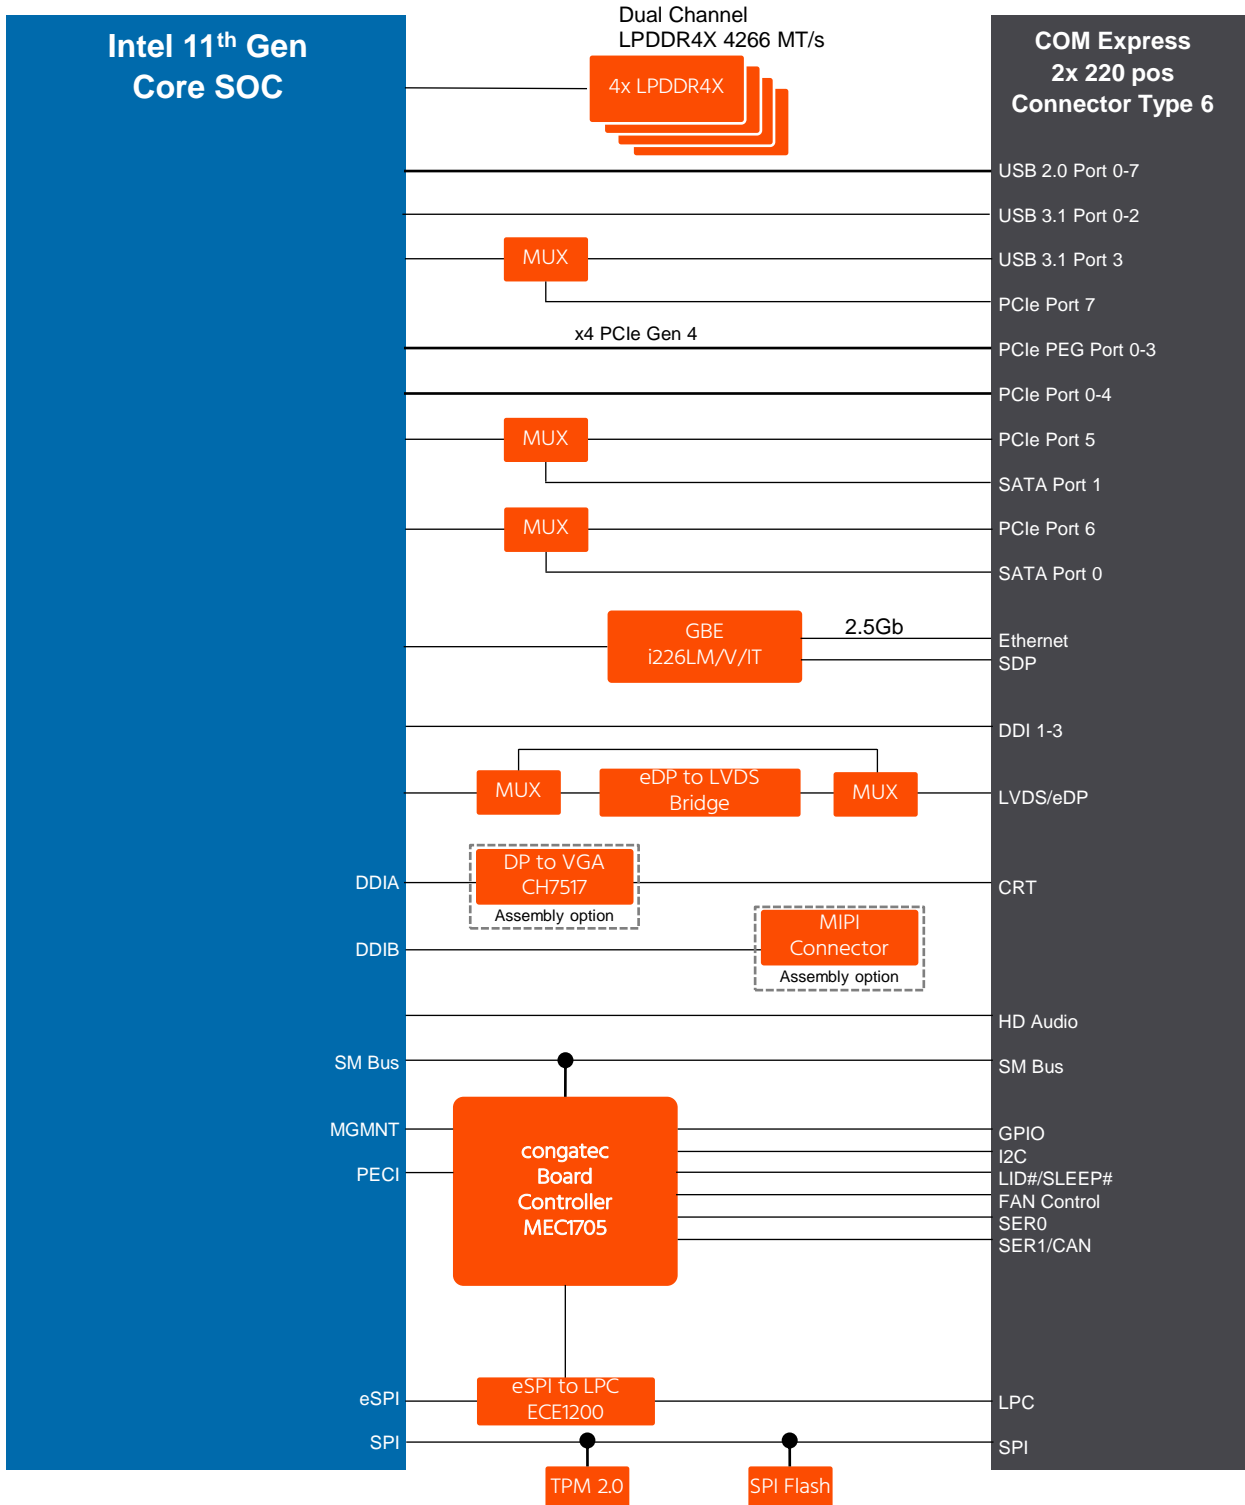 Dual Channel
LPDDR4X 4266 MT/s
Intel 11th Gen
Core SOC
4x LPDDR4X
COM Express
2x 220 pos
Connector Type 6
USB 2.0 Port 0-7
USB 3.1 Port 0-2
MUX
USB 3.1 Port 3
PCIe Port 7
x4 PCIe Gen 4
PCIe PEG Port 0-3
PCIe Port 0-4
MUX
PCIe Port 5
SATA Port 1
MUX
PCIe Port 6
SATA Port 0
GBE
i226LM/V/IT
2.5Gb
Ethernet
SDP
DDI 1-3
MUX
eDP to LVDS
Bridge
MUX
LVDS/eDP
DDIA
DP to VGA
CH7517
Assembly option
CRT
DDIB
MIPI
Connector
Assembly option
HD Audio
SM Bus
SM Bus
MGMNT
PECI
congatec
Board
Controller
MEC1705
GPIO
I2C
LID#/SLEEP#
FAN Control
SER0
SER1/CAN
eSPI
eSPI to LPC
ECE1200
LPC
SPI
SPI
TPM 2.0
SPI Flash